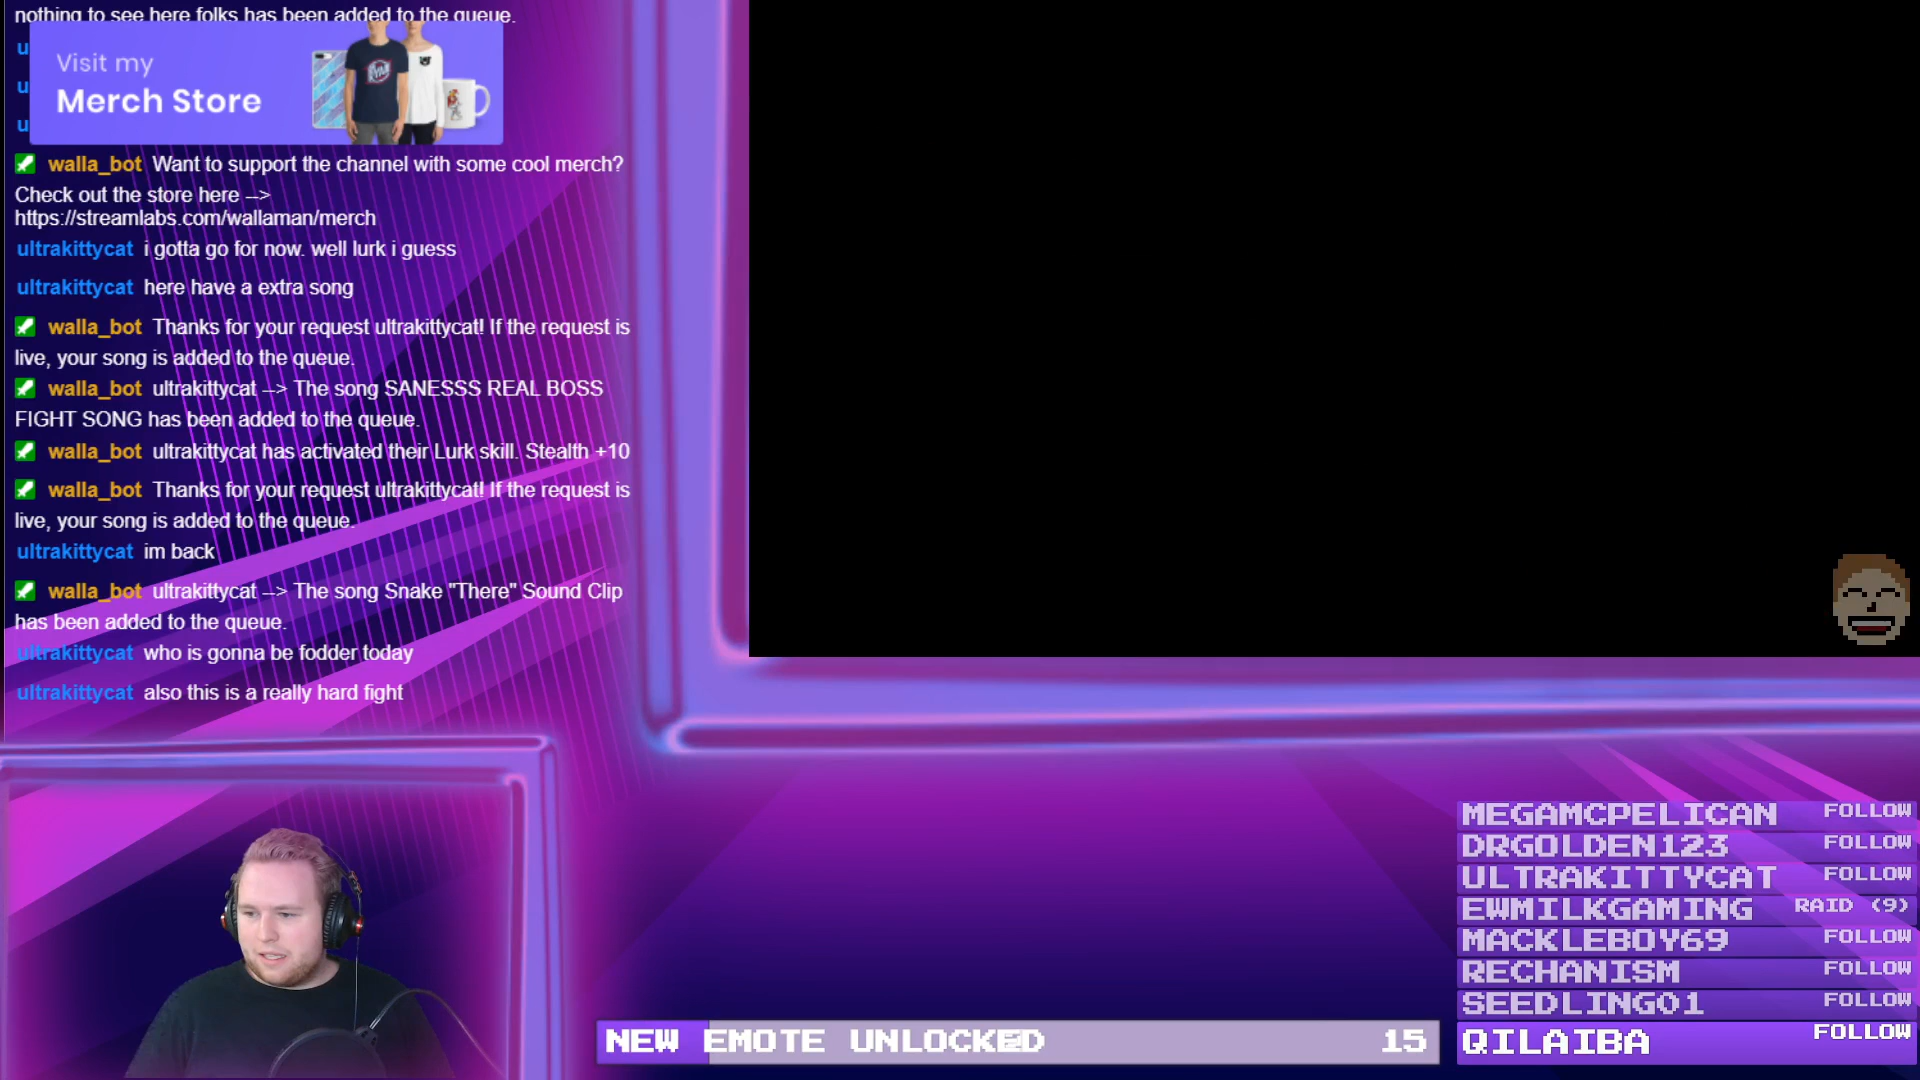 nothing to see here folks has been added to the queue.
u
Visit my
Merch Store
u
u
walla_bot Want to support the channel with some cool merch?
Check out the store here -->
https://streamlabs.com/wallaman/merch
ultrakittycat i gotta go for now. well lurk i guess
ultrakittycat here have a extra song
walla_bot Thanks for your request ultrakittycat! If the request is
live, your song is added to the queue.
walla_bot ultrakittycat --> The song SANESSS REAL BOSS
FIGHT SONG has been added to the queue.
walla_bot ultrakittycat has activated their Lurk skill. Stealth +10
walla_bot Thanks for your request ultrakittycat! If the request is
live, your song is added to the queue.
ultrakittycat im back
walla_bot ultrakittycat --> The song Snake "There" Sound Clip
has been added to the queue.
ultrakittycat who is gonna be fodder today
ultrakittycat also this is a really hard fight
MEGAMCPELICAN FOLLOW
DRGOLDEN123 FOLLOW
ULTRAKITTYCAT FOLLOW
EWMILKGAMING RAID (9)
MACKLEBOY69 FOLLOW
RECHANISM FOLLOW
SEEDLING01 FOLLOW
QILAIBA FOLLOW
NEW EMOTE UNLOCKED 15